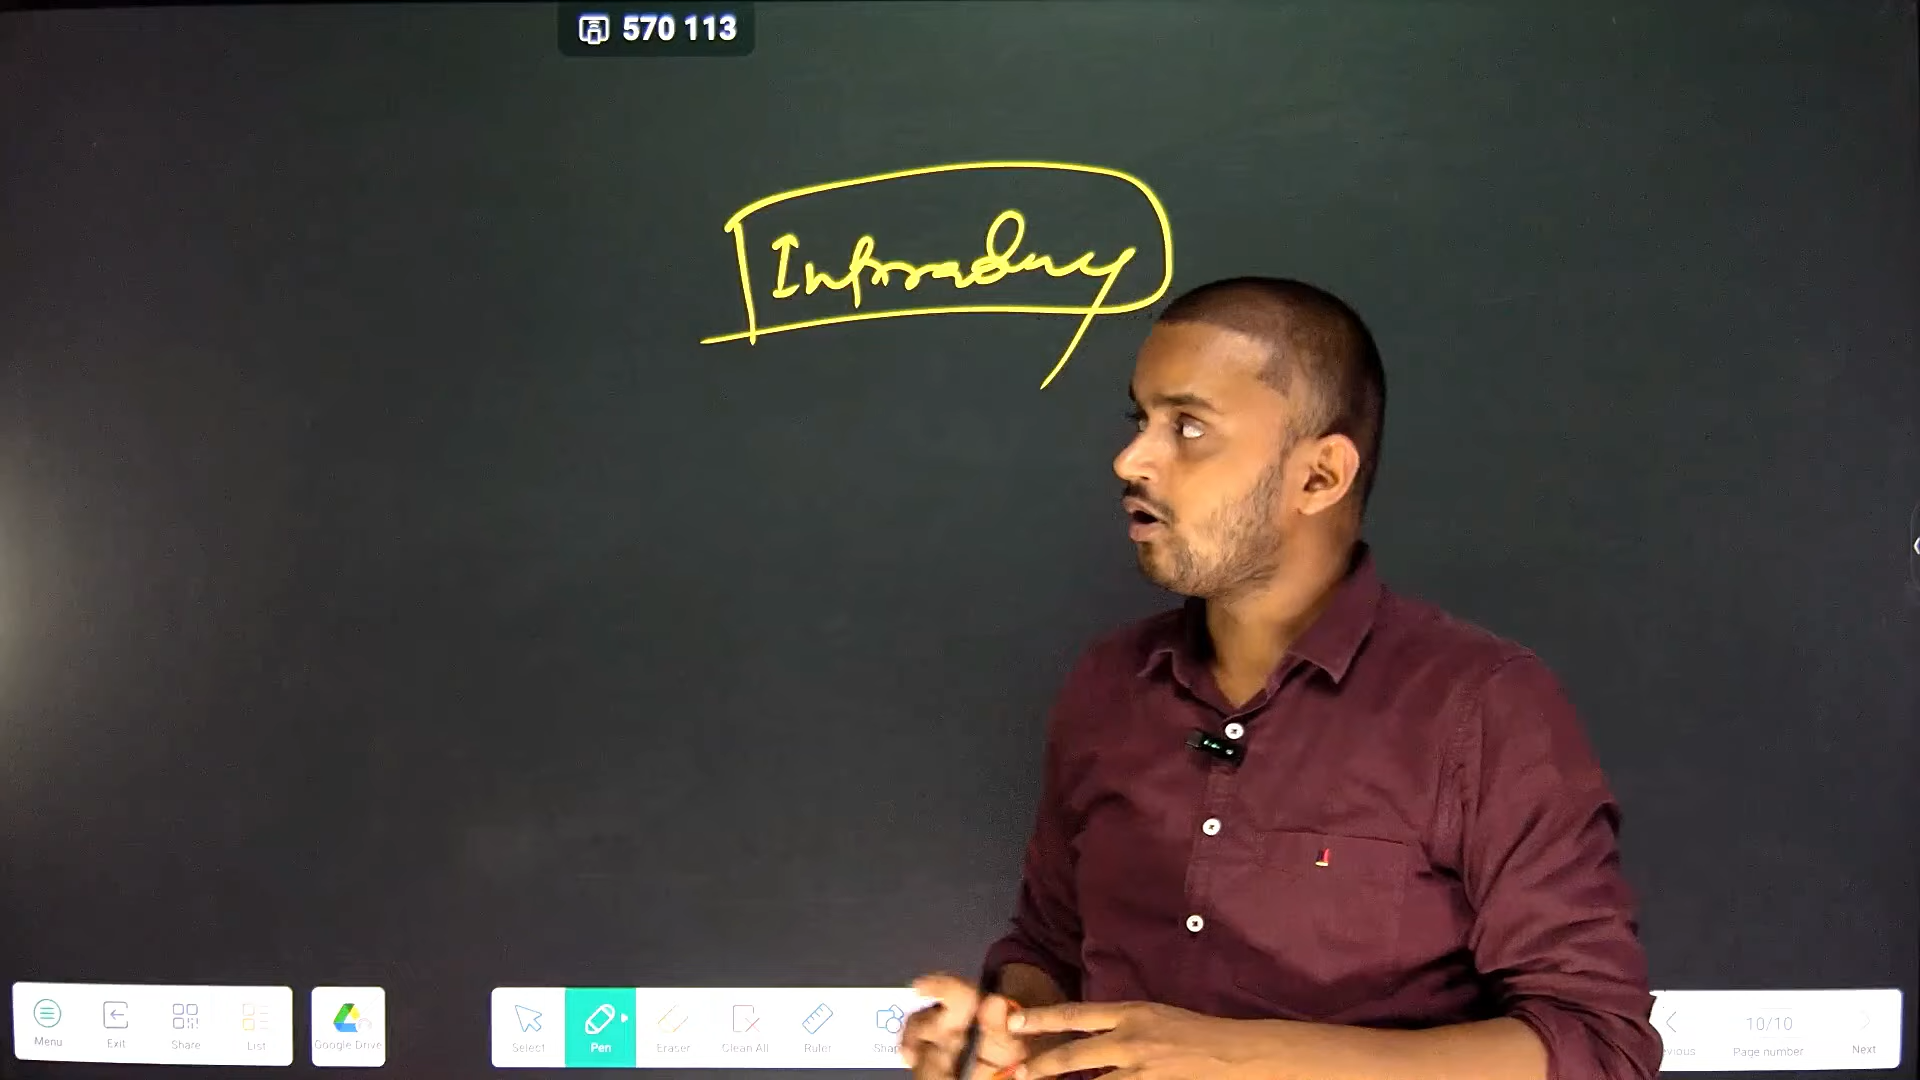 570 113
Intraday
Menu
Exit
Share
List
Google Drive
Select
Pen
Eraser
Clean All
Ruler
10/10
Page number
Next